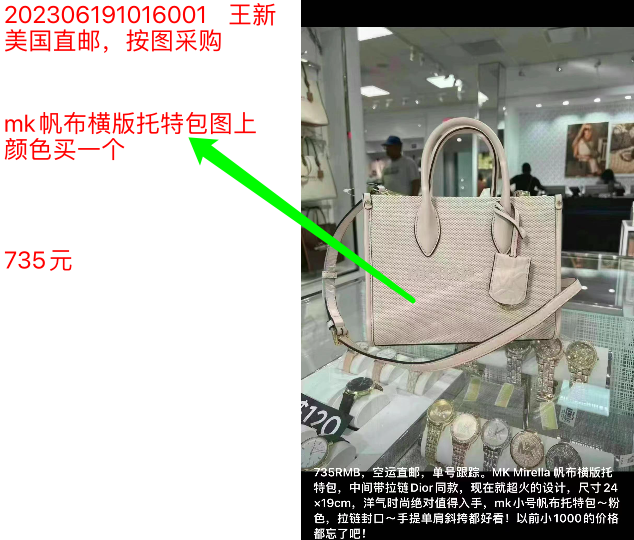 202306191016001 王新
美国直邮，按图采购
mk帆布横版托特包图上
颜色买一个
735元
$120
735RMB，空运直邮，单号跟踪。MK Mirella 帆布横版托
特包，中间带拉链Dior同款，现在就超火的设计，尺寸24
×19cm，洋气时尚绝对值得入手，mk小号帆布托特包～粉
色，拉链封口～手提单肩斜挎都好看！以前小1000的价格
都忘了吧！